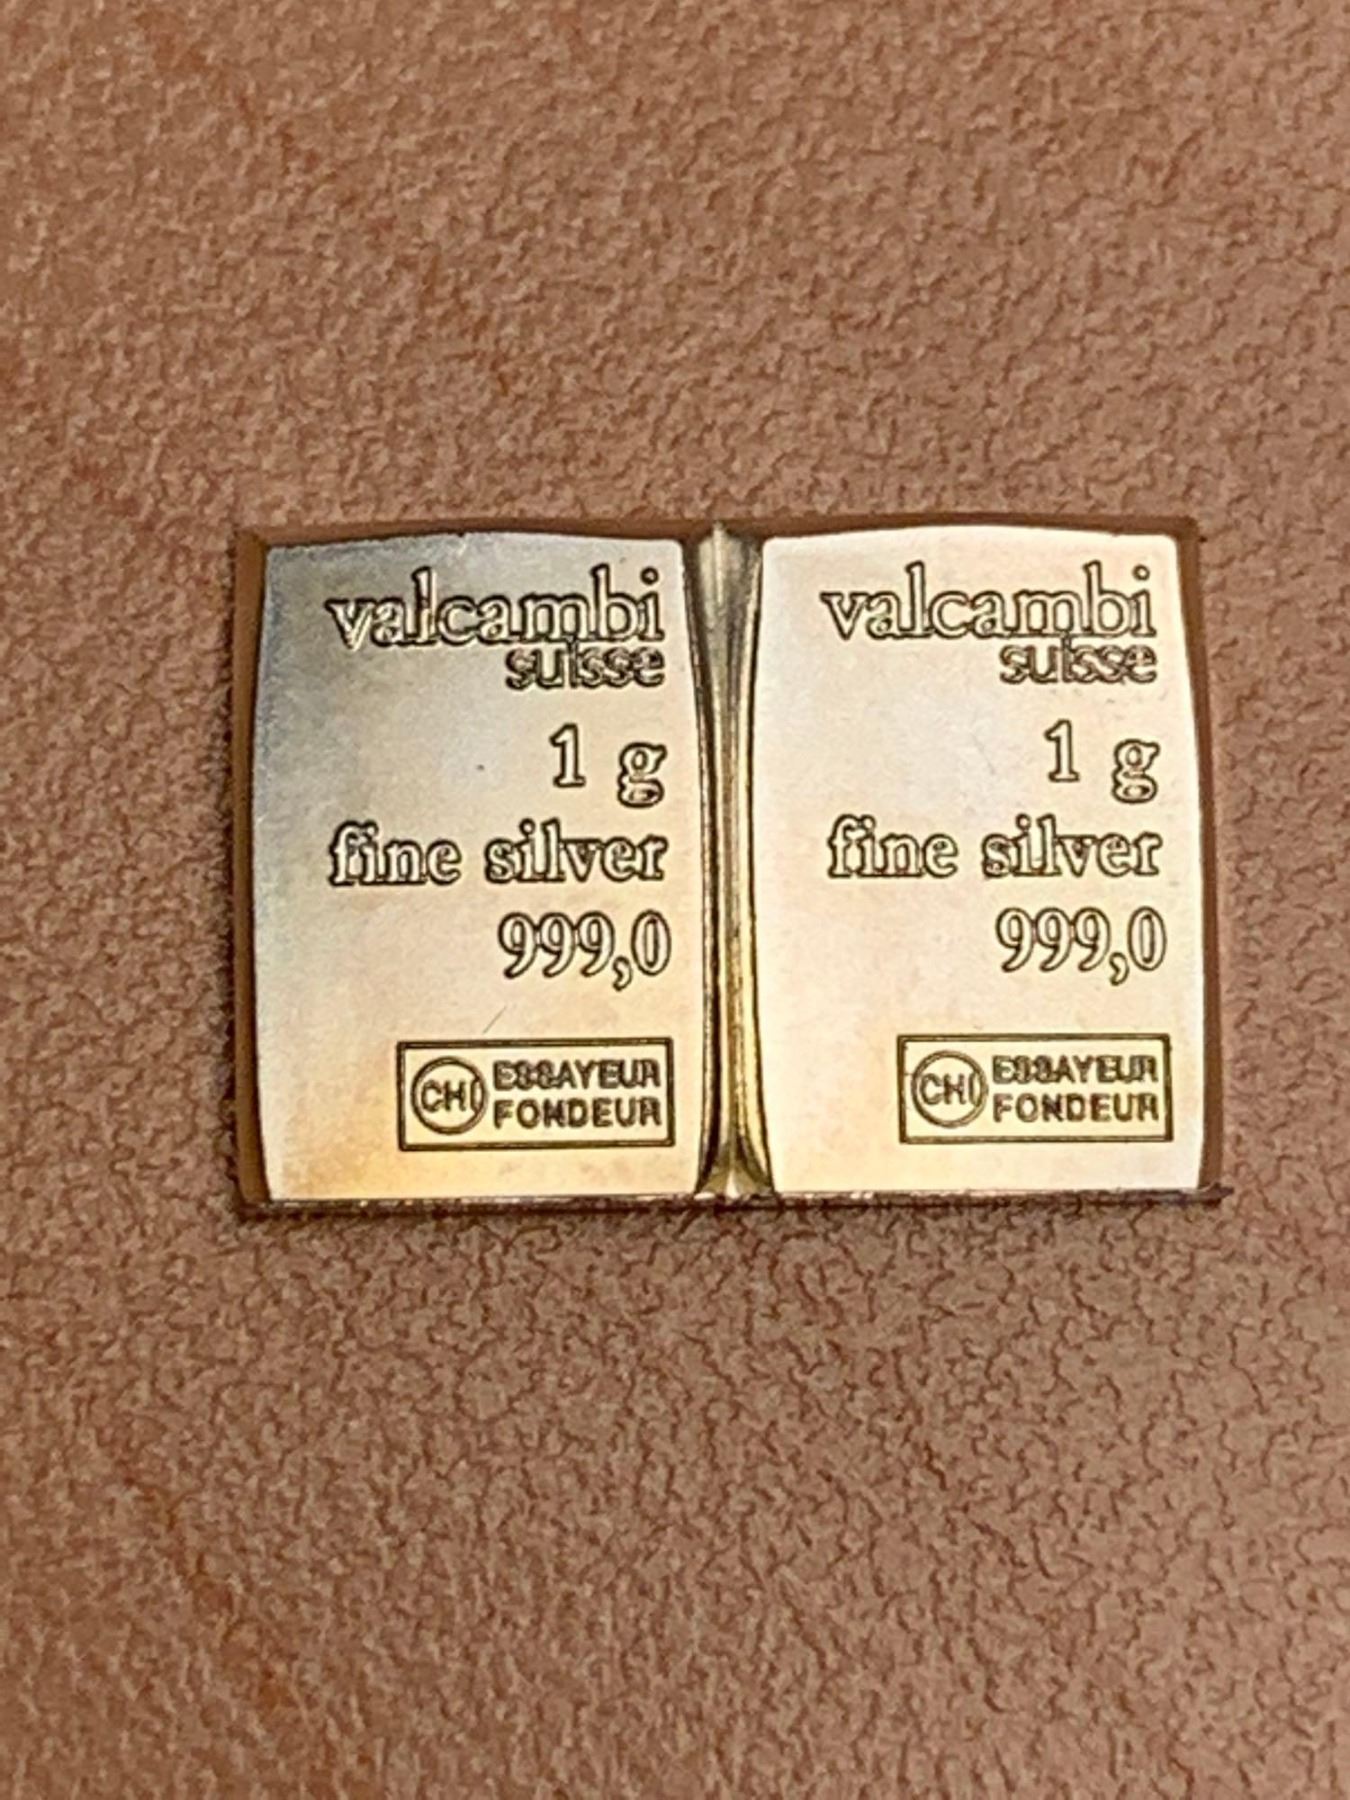 valcambi
suisse
1 g
fine silver
999,0
CHI ESSAYEUR
FONDEUR
valcambi
suisse
1 g
fine silver
999,0
CHI ESSAYEUR
FONDEUR